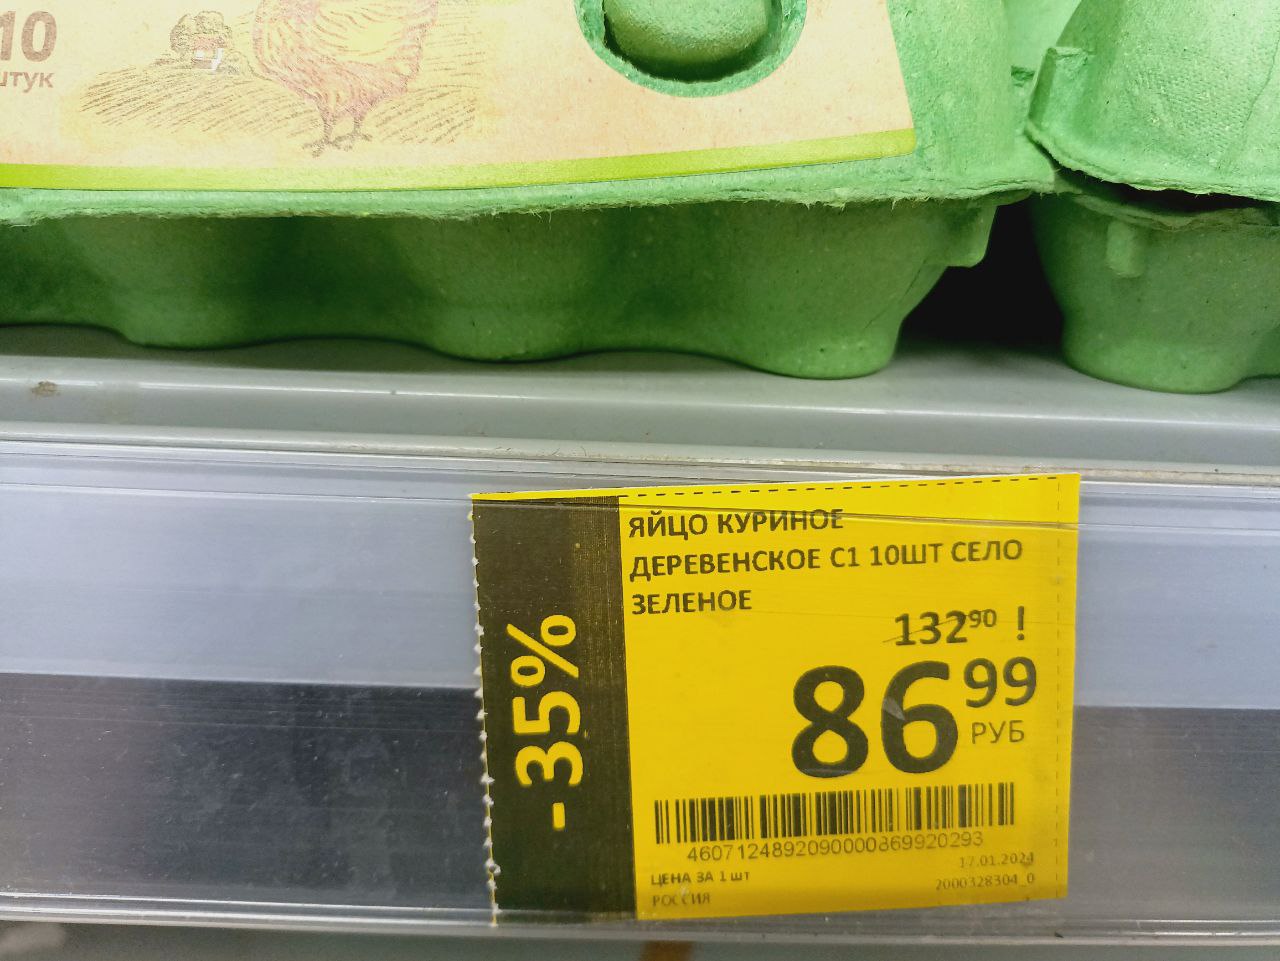 10
штук
ЯЙЦО КУРИНОЕ
ДЕРЕВЕНСКОЕ С1 10ШТ СЕЛО
ЗЕЛЕНОЕ
-35%
132⁹⁰ !
86⁹⁹
РУБ
4607124892090000869920293
17.01.2024
ЦЕНА ЗА 1 шт
2000328304_0
РОССИЯ